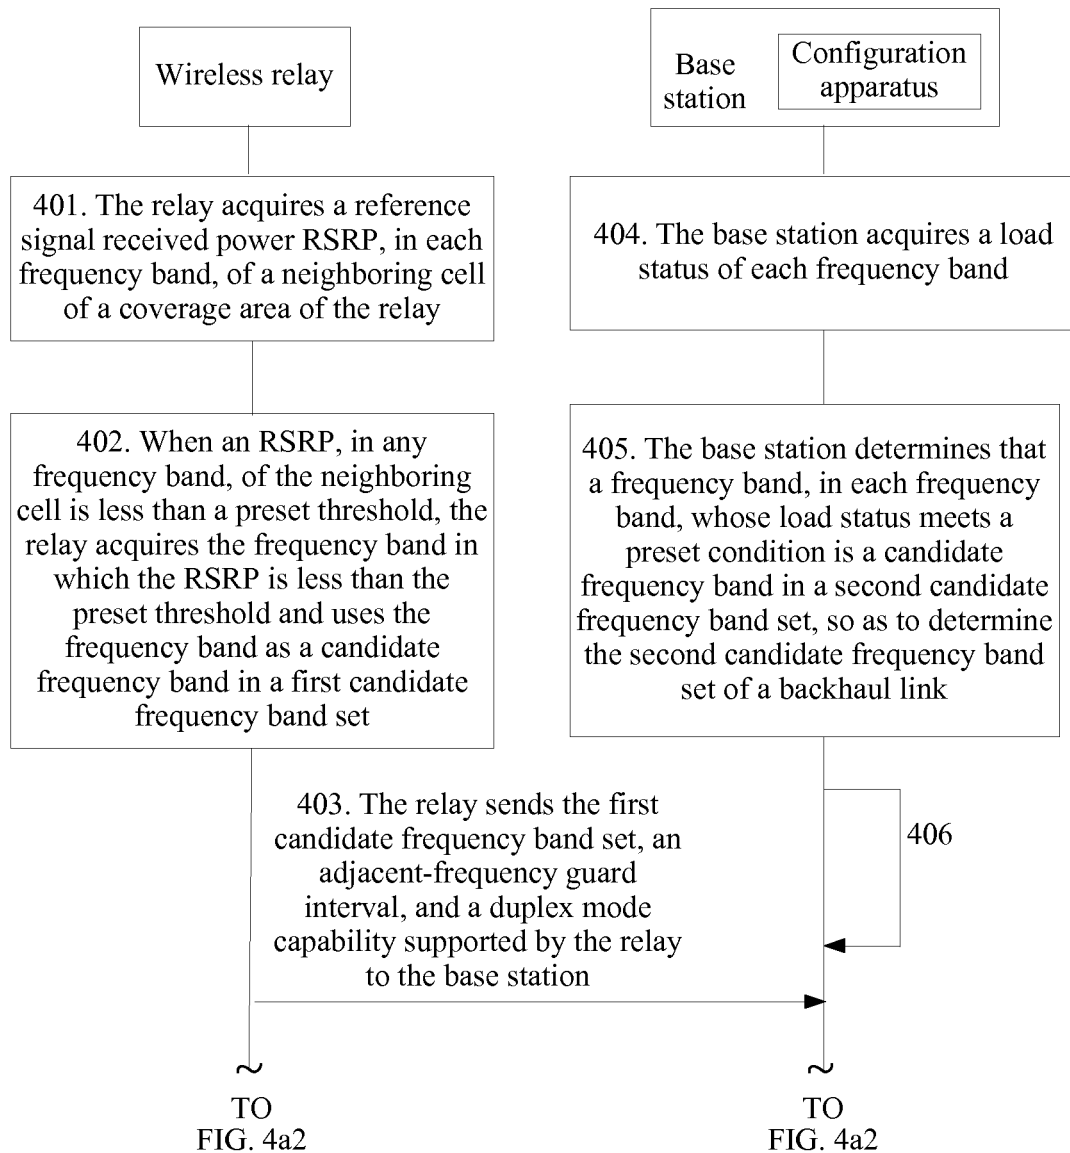 Wireless relay
Base
station
Configuration
apparatus
401. The relay acquires a reference
signal received power RSRP, in each
frequency band, of a neighboring cell
of a coverage area of the relay
404. The base station acquires a load
status of each frequency band
402. When an RSRP, in any
frequency band, of the neighboring
cell is less than a preset threshold, the
relay acquires the frequency band in
which the RSRP is less than the
preset threshold and uses the
frequency band as a candidate
frequency band in a first candidate
frequency band set
405. The base station determines that
a frequency band, in each frequency
band, whose load status meets a
preset condition is a candidate
frequency band in a second candidate
frequency band set, so as to determine
the second candidate frequency band
set of a backhaul link
403. The relay sends the first
candidate frequency band set, an
adjacent-frequency guard
interval, and a duplex mode
capability supported by the relay
to the base station
406
TO
FIG. 4a2
TO
FIG. 4a2